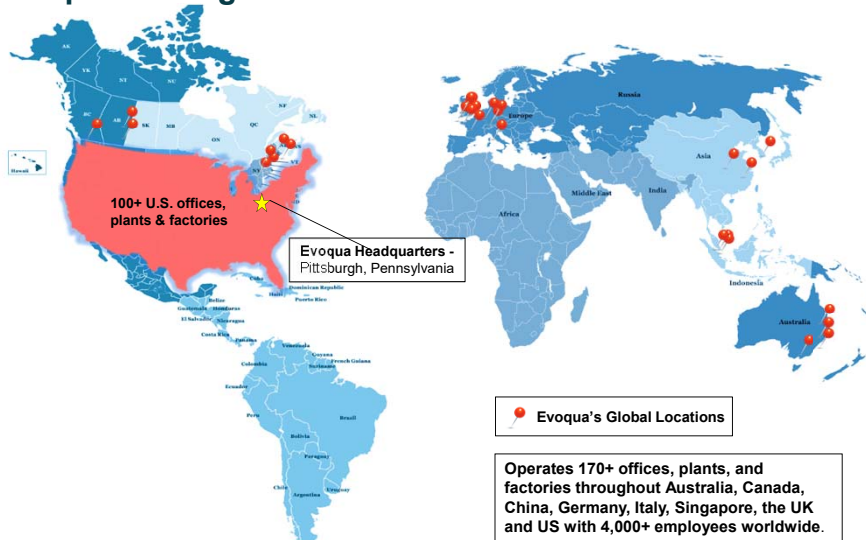 AK
YK
NT
NU
BC
AB
SK
MB
ON
QC
NF
NL
NY
VT
Hawaii
100+ U.S. offices,
plants & factories
Evoqua Headquarters -
Pittsburgh, Pennsylvania
Cuba
Haiti
Dominican Republic
Puerto Rico
Belize
Guatemala
Honduras
El Salvador
Nicaragua
Costa Rica
Panama
Venezuela
Guyana
French Guiana
Suriname
Colombia
Ecuador
Peru
Brazil
Bolivia
Paraguay
Chile
Argentina
Uruguay
Russia
Europe
Asia
Middle East
India
Africa
Indonesia
Australia
Evoqua's Global Locations
Operates 170+ offices, plants, and
factories throughout Australia, Canada,
China, Germany, Italy, Singapore, the UK
and US with 4,000+ employees worldwide.